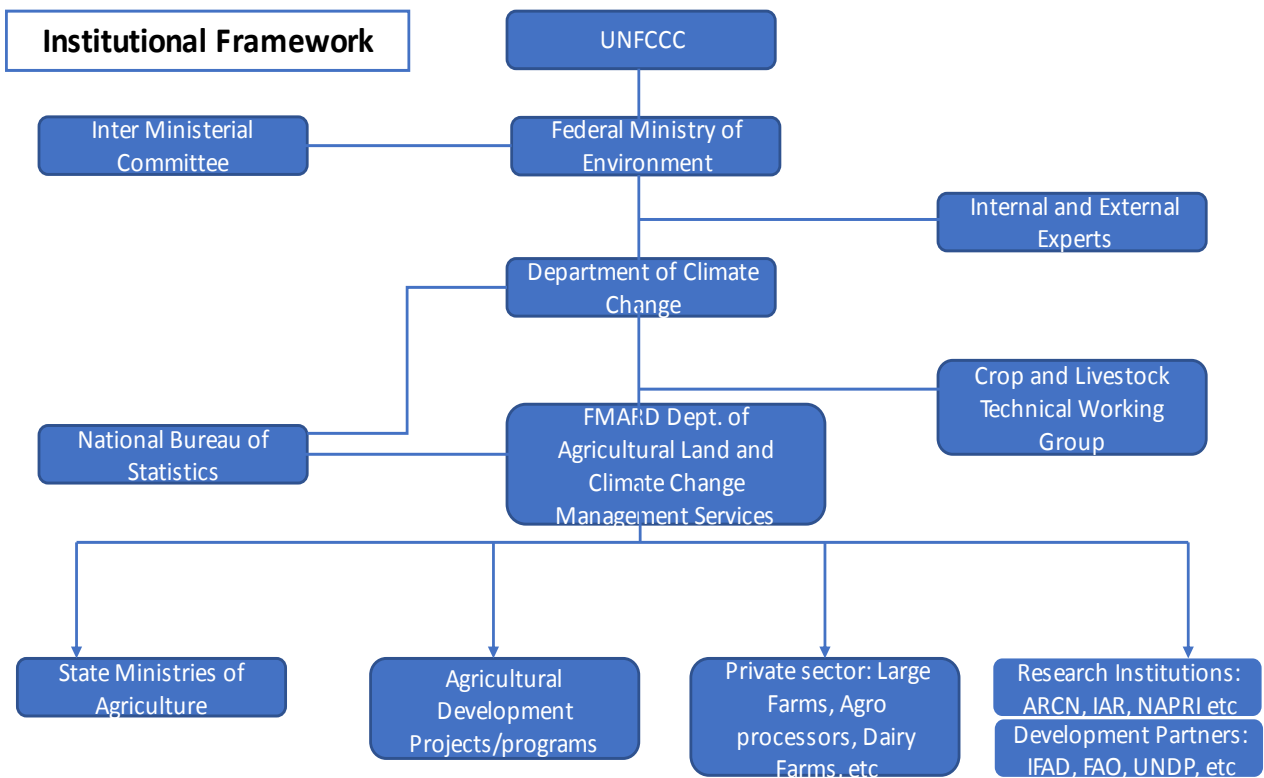 Institutional Framework
UNFCCC
Inter Ministerial
Committee
Federal Ministry of
Environment
Internal and External
Experts
Department of Climate
Change
Crop and Livestock
Technical Working
Group
National Bureau of
Statistics
FMARD Dept. of
Agricultural Land and
Climate Change
Management Services
State Ministries of
Agriculture
Agricultural
Development
Projects/programs
Private sector: Large
Farms, Agro
processors, Dairy
Farms, etc
Research Institutions:
ARCN, IAR, NAPRI etc
Development Partners:
IFAD, FAO, UNDP, etc